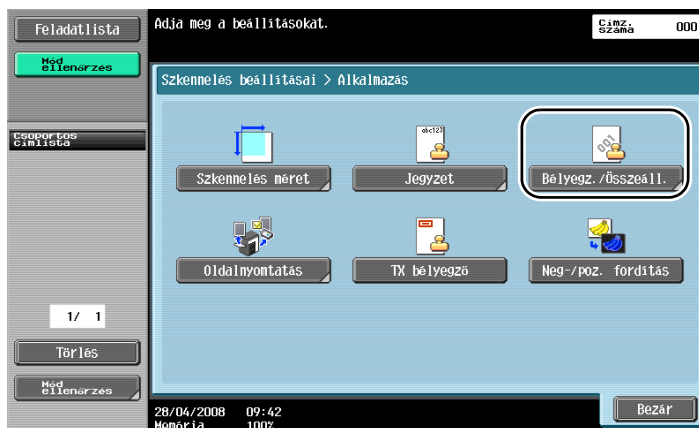 Feladatlista
Adja meg a beállításokat.
Címz.
száma
000
Mód
ellenőrzés
Szkennelés beállításai > Alkalmazás
Csoportos
címlista
abc123
001
Szkennelés méret
Jegyzet
Bélyegz./Összeáll.
Oldalnyomtatás
TX bélyegző
Neg-/poz. fordítás
1/ 1
Törlés
Mód
ellenőrzés
Bezár
28/04/2008 09:42
Memória 100%